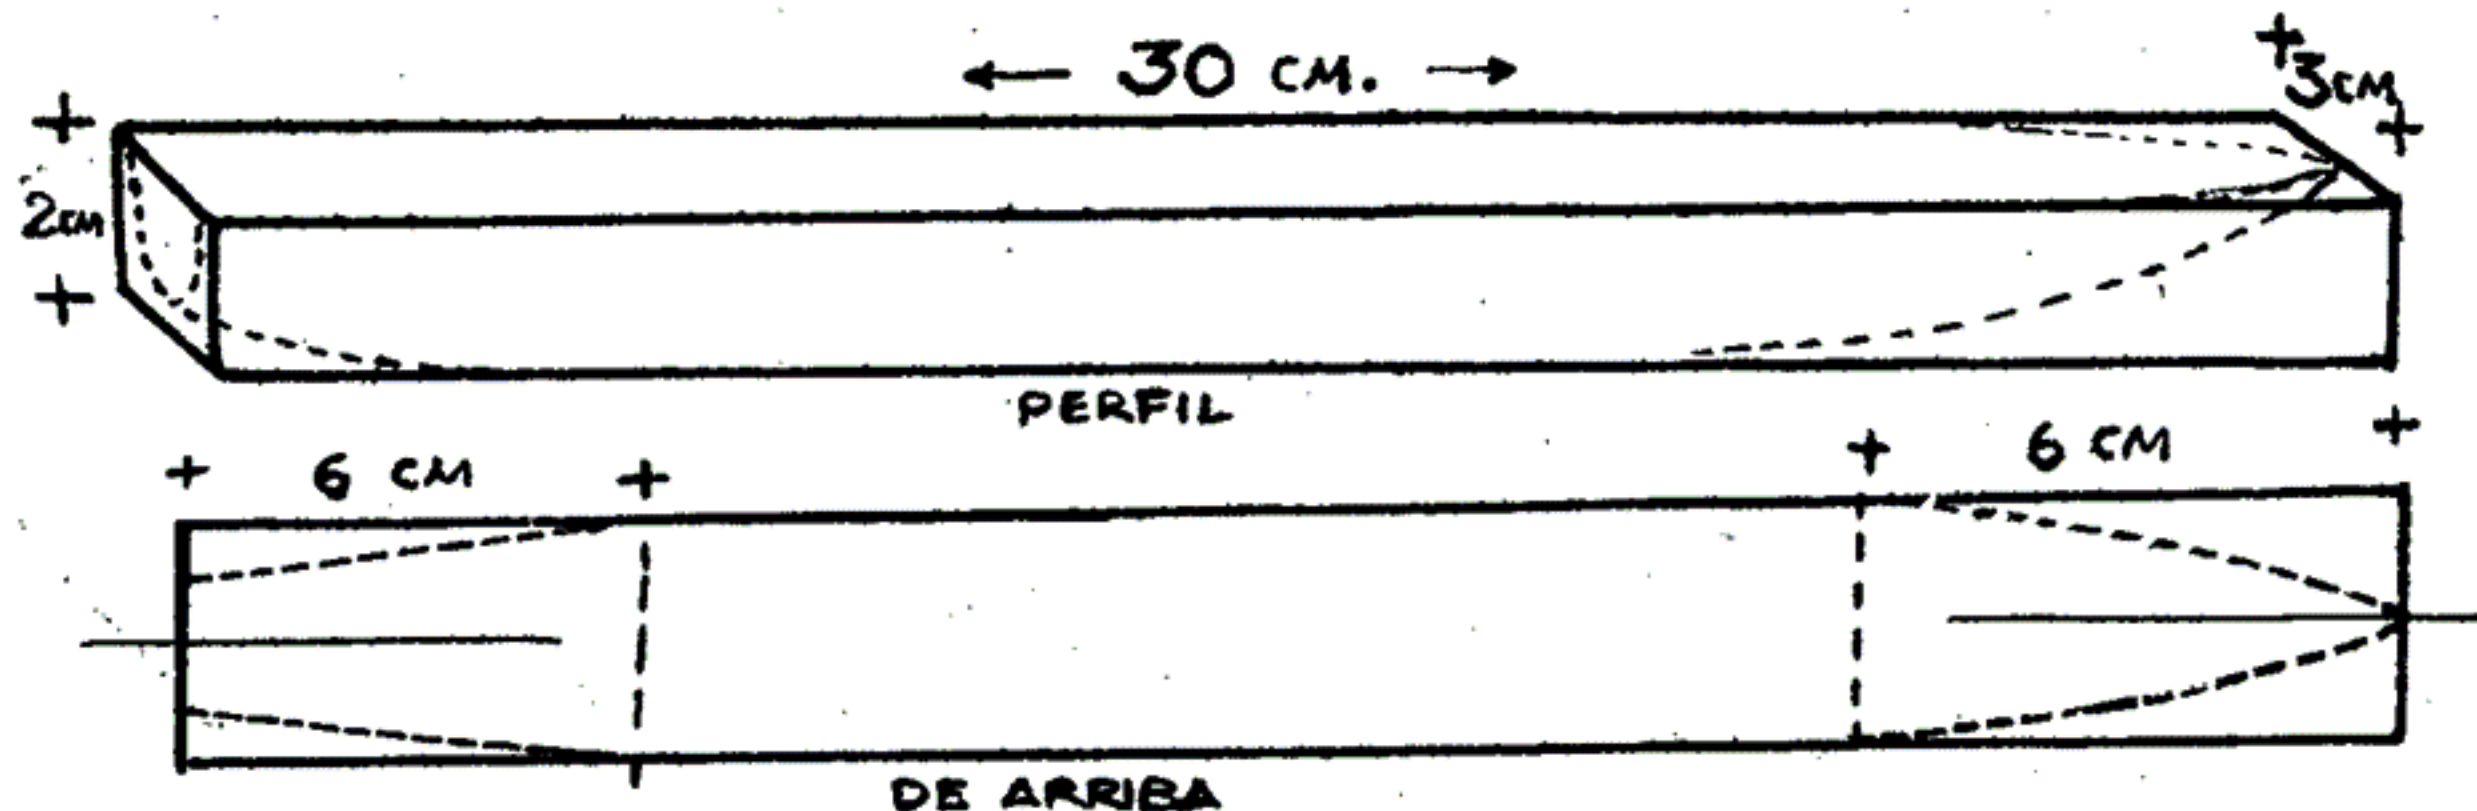 ← 30 CM. →
3CM
2CM
PERFIL
6 CM
6 CM
DE ARRIBA